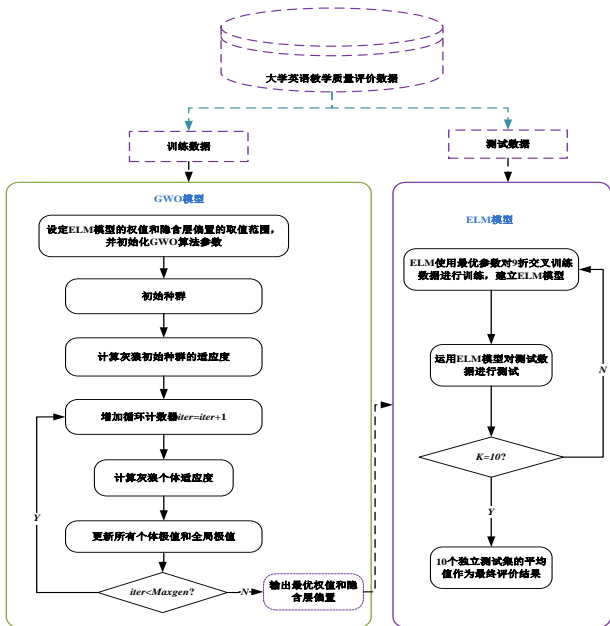 大学英语教学质量评价数据
训练数据
测试数据
GWO模型
设定ELM模型的权值和隐含层偏置的取值范围,
并初始化GWO算法参数
初始种群
计算灰狼初始种群的适应度
增加循环计数器iter=iter+1
计算灰狼个体适应度
Y
更新所有个体极值和全局极值
iter<Maxgen?
N
输出最优权值和隐
含层偏置
ELM模型
ELM使用最优参数对9折交叉训练
数据进行训练，建立ELM模型
运用ELM模型对测试数
据进行测试
N
K=10?
Y
10个独立测试集的平均
值作为最终评价结果